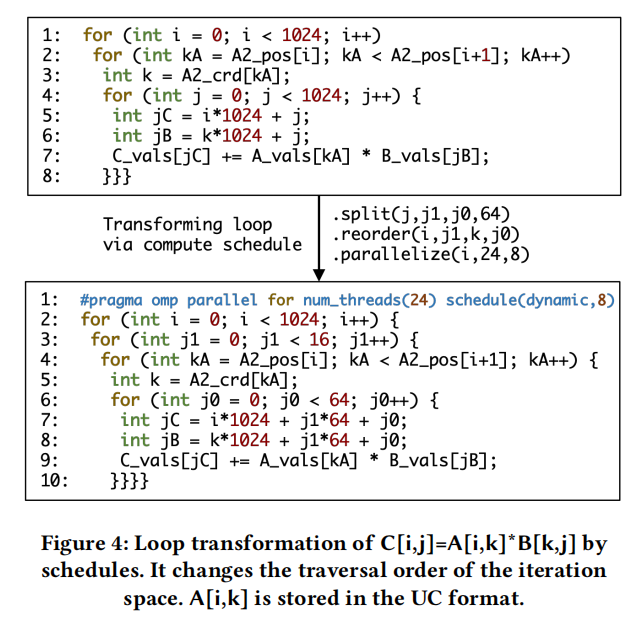 1: for (int i = 0; i < 1024; i++)
2: for (int kA = A2_pos[i]; kA < A2_pos[i+1]; kA++)
3: int k = A2_crd[kA];
4: for (int j = 0; j < 1024; j++) {
5: int jC = i*1024 + j;
6: int jB = k*1024 + j;
7: C_vals[jC] += A_vals[kA] * B_vals[jB];
8: }}}
Transforming loop
via compute schedule
.split(j,j1,j0,64)
.reorder(i,j1,k,j0)
.parallelize(i,24,8)
1: #pragma omp parallel for num_threads(24) schedule(dynamic,8)
2: for (int i = 0; i < 1024; i++) {
3: for (int j1 = 0; j1 < 16; j1++) {
4: for (int kA = A2_pos[i]; kA < A2_pos[i+1]; kA++) {
5: int k = A2_crd[kA];
6: for (int j0 = 0; j0 < 64; j0++) {
7: int jC = i*1024 + j1*64 + j0;
8: int jB = k*1024 + j1*64 + j0;
9: C_vals[jC] += A_vals[kA] * B_vals[jB];
10: }}}}
Figure 4: Loop transformation of C[i,j]=A[i,k]*B[k,j] by
schedules. It changes the traversal order of the iteration
space. A[i,k] is stored in the UC format.